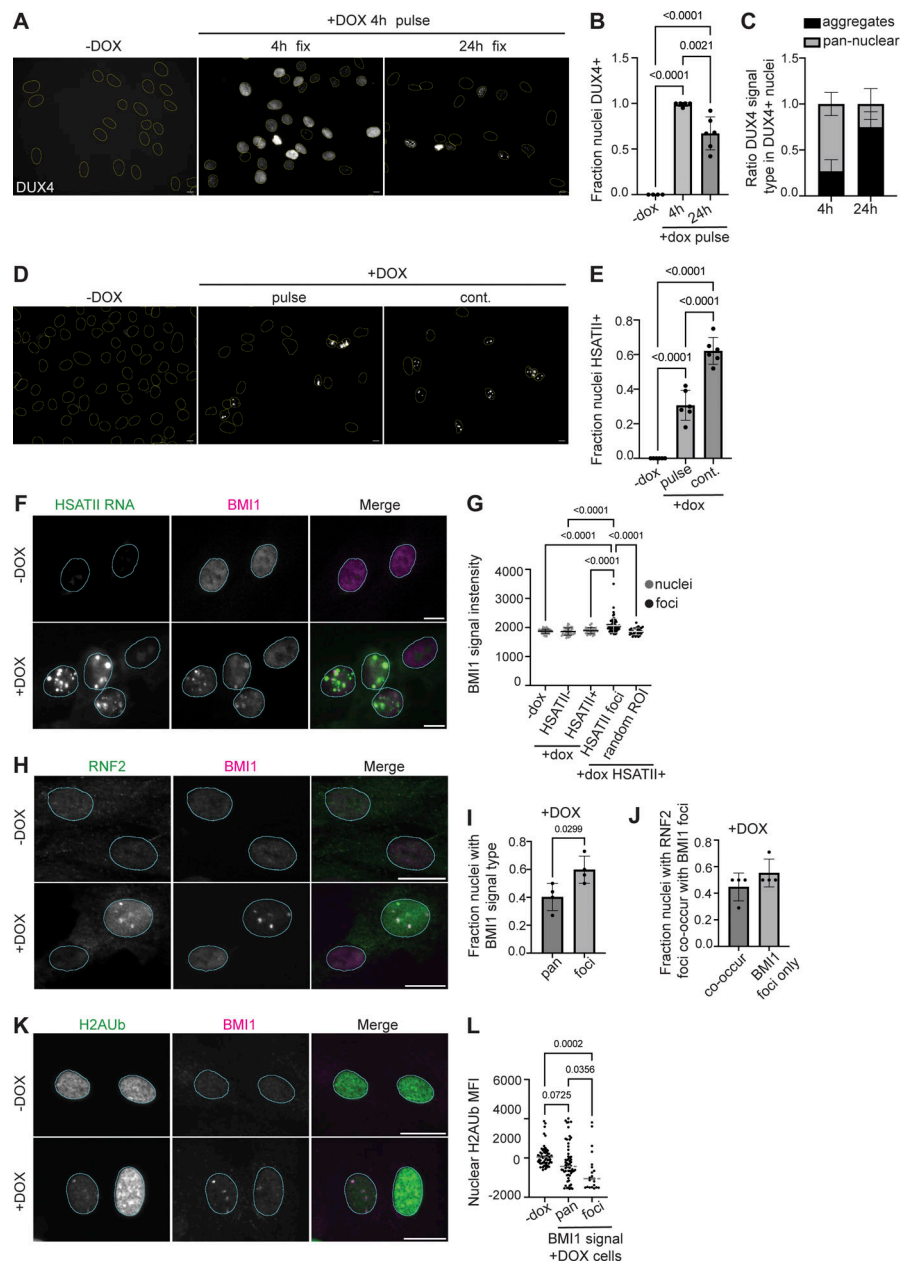 A
+DOX 4h pulse
-DOX
4h fix
24h fix
DUX4
B
<0.0001
0.0021
<0.0001
Fraction nuclei DUX4+
1.5
1.0
0.5
0.0
-dox
4h
24h
+dox pulse
C
aggregates
pan-nuclear
Ratio DUX4 signal
type in DUX4+ nuclei
1.5
1.0
0.5
0
4h
24h
D
+DOX
-DOX
pulse
cont.
E
<0.0001
<0.0001
<0.0001
Fraction nuclei HSATII+
0.8
0.6
0.4
0.2
0.0
-dox
pulse
cont.
+dox
F
HSATII RNA
BMI1
Merge
-DOX
+DOX
G
<0.0001
<0.0001
<0.0001
<0.0001
nuclei
foci
BMI1 signal instensity
4000
3000
2000
1000
0
-dox
HSATII-
HSATII+
HSATII foci
random ROI
+dox
+dox HSATII+
H
RNF2
BMI1
Merge
-DOX
+DOX
I
+DOX
0.0299
Fraction nuclei with
BMI1 signal type
0.8
0.6
0.4
0.2
0.0
pan
foci
J
+DOX
Fraction nuclei with RNF2
foci co-occur with BMI1 foci
0.8
0.6
0.4
0.2
0.0
co-occur
BMI1
foci only
K
H2AUb
BMI1
Merge
-DOX
+DOX
L
0.0002
0.0356
0.0725
Nuclear H2AUb MFI
6000
4000
2000
0
-2000
-dox
pan
foci
BMI1 signal
+DOX cells